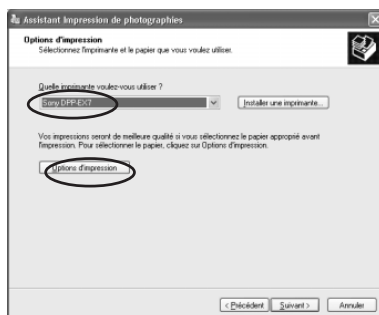 Assistant Impression de photographies
Options d'impression
Sélectionnez l'imprimante et le papier que vous voulez utiliser.
Quelle imprimante voulez-vous utiliser ?
Sony DPP-EX7
Installer une imprimante...
Vos impressions seront de meilleure qualité si vous sélectionnez le papier approprié avant
l'impression. Pour sélectionner le papier, cliquez sur Options d'impression.
Options d'impression
< Précédent
Suivant >
Annuler